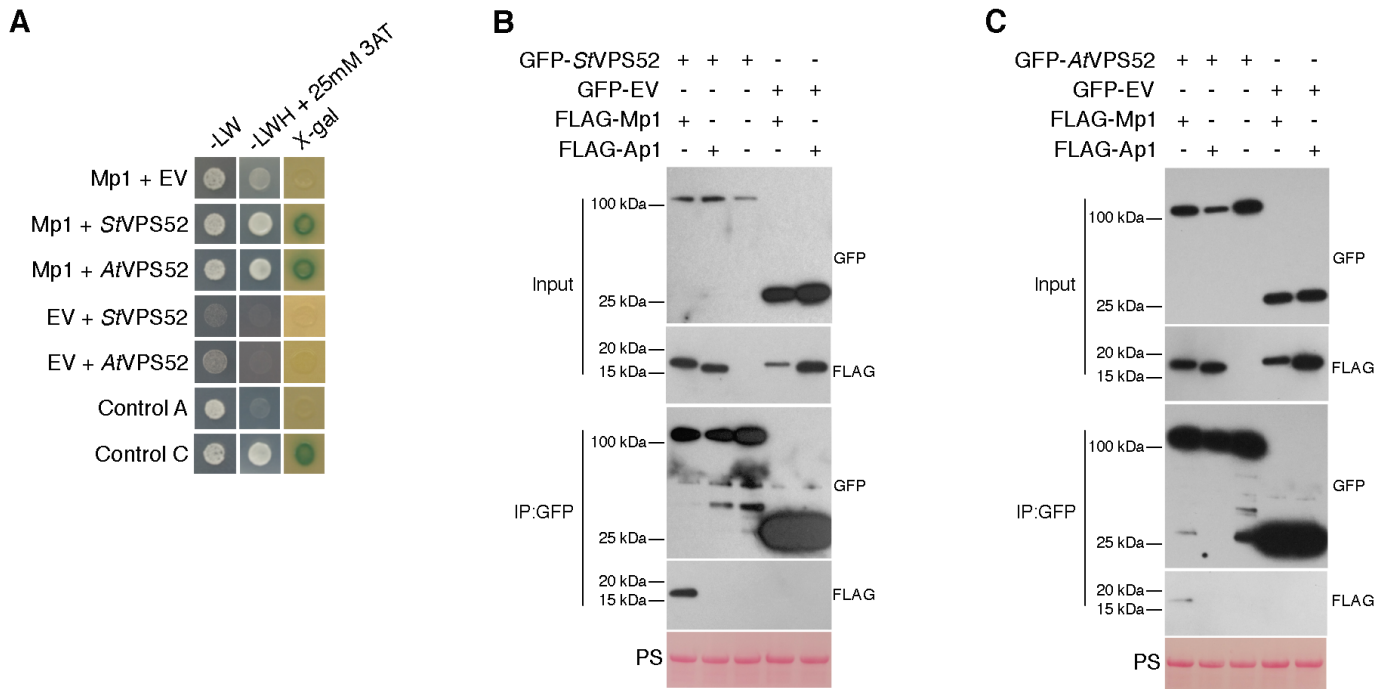 A
-LW
-LWH + 25mM 3AT
X-gal
Mp1 + EV
Mp1 + StVPS52
Mp1 + AtVPS52
EV + StVPS52
EV + AtVPS52
Control A
Control C
B
GFP-StVPS52 + + + - -
GFP-EV - - - + +
FLAG-Mp1 + - - + -
FLAG-Ap1 - + - - +
Input
100 kDa
25 kDa
GFP
20 kDa
15 kDa
FLAG
IP:GFP
100 kDa
25 kDa
GFP
20 kDa
15 kDa
FLAG
PS
C
GFP-AtVPS52 + + + - -
GFP-EV - - - + +
FLAG-Mp1 + - - + -
FLAG-Ap1 - + - - +
Input
100 kDa
25 kDa
GFP
20 kDa
15 kDa
FLAG
IP:GFP
100 kDa
25 kDa
GFP
20 kDa
15 kDa
FLAG
PS